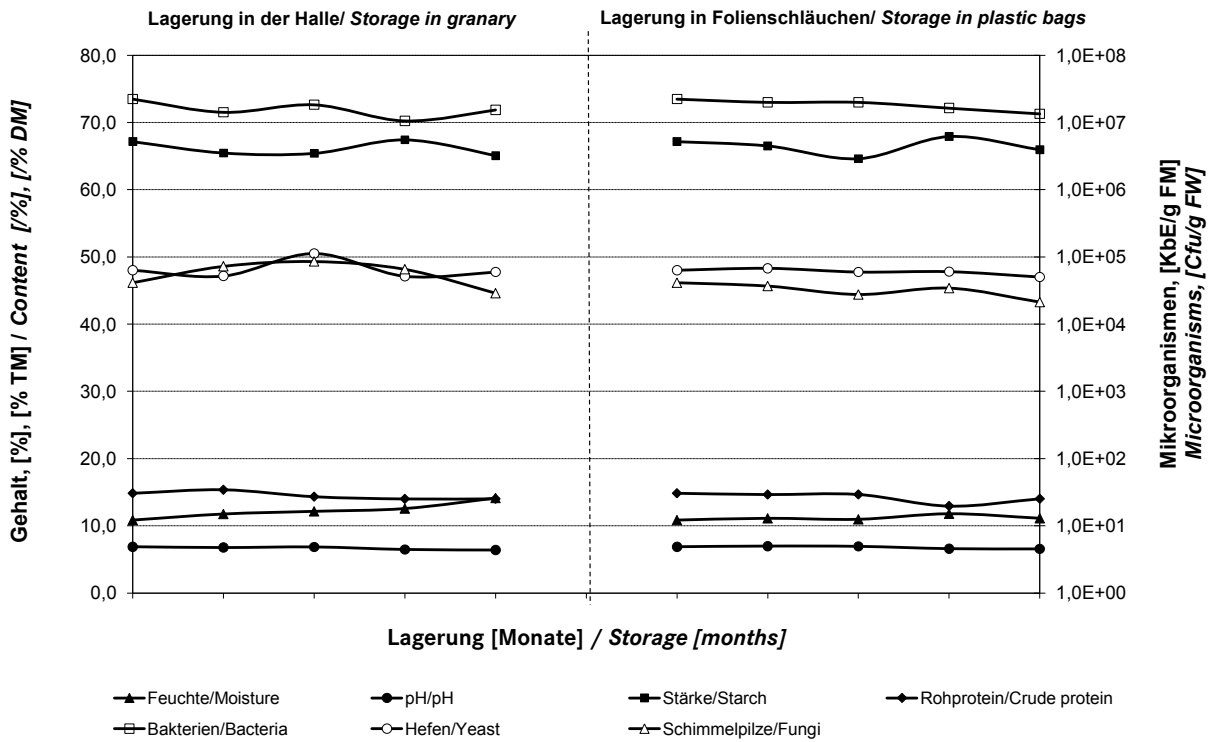 Lagerung in der Halle/ Storage in granary
Lagerung in Folienschläuchen/ Storage in plastic bags
Gehalt, [%], [% TM] / Content [/%], [/% DM]
80,0
70,0
60,0
50,0
40,0
30,0
20,0
10,0
0,0
1,0E+08
1,0E+07
1,0E+06
1,0E+05
1,0E+04
1,0E+03
1,0E+02
1,0E+01
1,0E+00
Mikroorganismen, [KbE/g FM]
Microorganisms, [Cfu/g FW]
Lagerung [Monate] / Storage [months]
Feuchte/Moisture
pH/pH
Stärke/Starch
Rohprotein/Crude protein
Bakterien/Bacteria
Hefen/Yeast
Schimmelpilze/Fungi